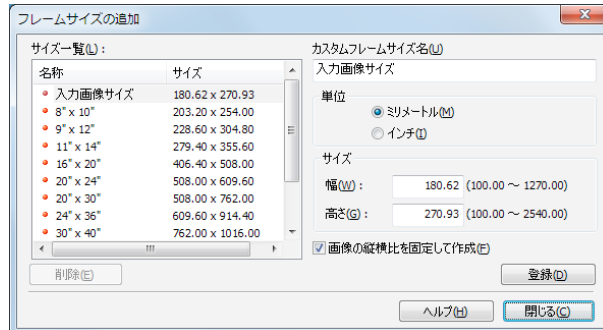 フレームサイズの追加
サイズ一覧(L)：
名称 サイズ
入力画像サイズ 180.62 x 270.93
8" x 10" 203.20 x 254.00
9" x 12" 228.60 x 304.80
11" x 14" 279.40 x 355.60
16" x 20" 406.40 x 508.00
20" x 24" 508.00 x 609.60
20" x 30" 508.00 x 762.00
24" x 36" 609.60 x 914.40
30" x 40" 762.00 x 1016.00
削除(E)
カスタムフレームサイズ名(U)
入力画像サイズ
単位
ミリメートル(M)
インチ(I)
サイズ
幅(W)： 180.62 (100.00 ～ 1270.00)
高さ(G)： 270.93 (100.00 ～ 2540.00)
画像の縦横比を固定して作成(F)
登録(D)
ヘルプ(H) 閉じる(C)